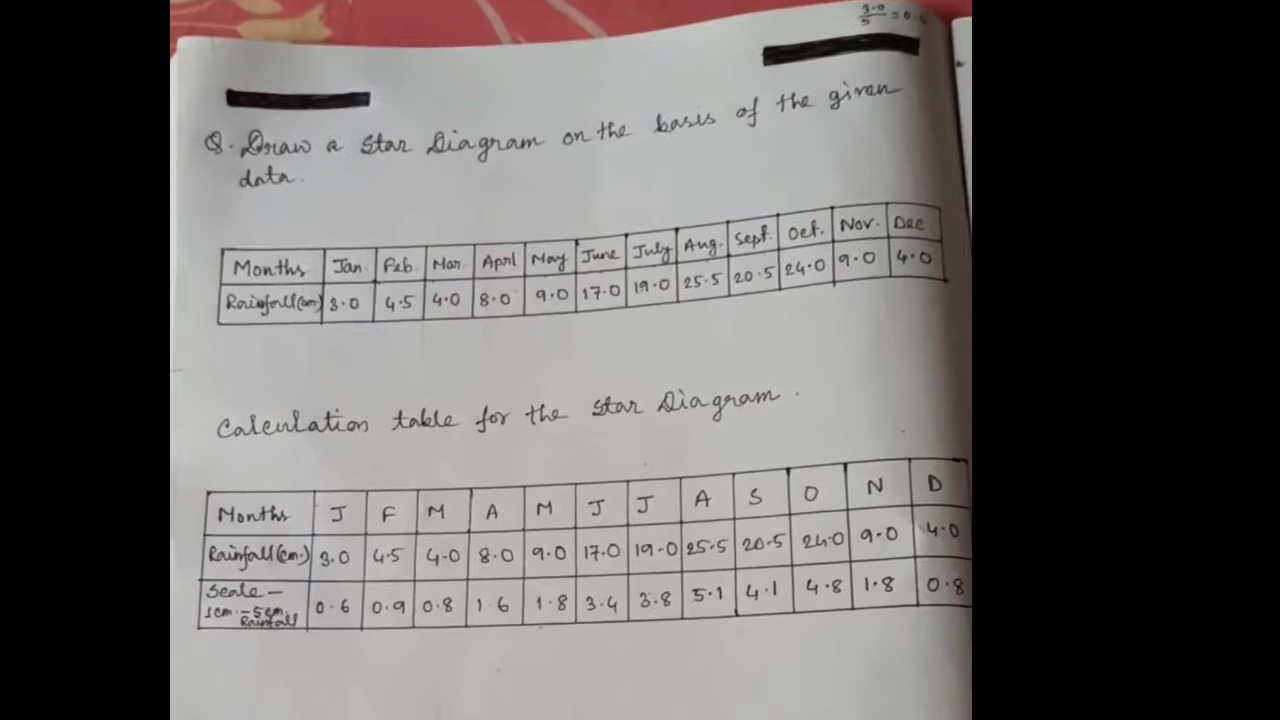 3.0/5 = 0.
Q. Draw a Star Diagram on the basis of the given
data.
Months Jan. Feb. Mar. April May June July Aug. Sept. Oct. Nov. Dec
Rainfall(cm) 3.0 4.5 4.0 8.0 9.0 17.0 19.0 25.5 20.5 24.0 9.0 4.0
Calculation table for the Star Diagram.
Months J F M A M J J A S O N D
Rainfall(cm.) 3.0 4.5 4.0 8.0 9.0 17.0 19.0 25.5 20.5 24.0 9.0 4.0
Scale -
1cm. - 5cm. Rainfall 0.6 0.9 0.8 1.6 1.8 3.4 3.8 5.1 4.1 4.8 1.8 0.8